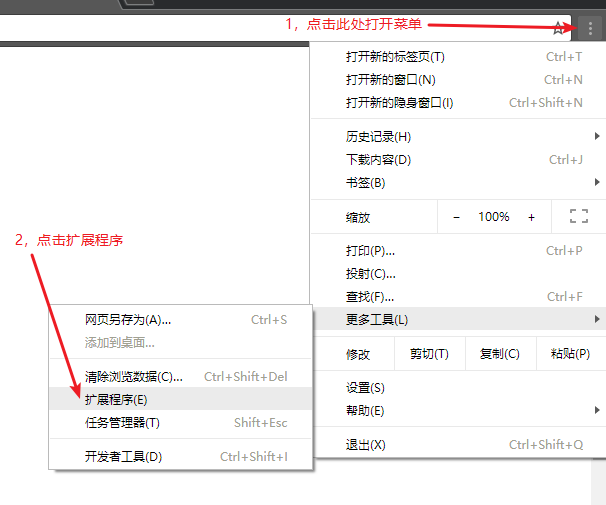 1，点击此处打开菜单
打开新的标签页(T) Ctrl+T
打开新的窗口(N) Ctrl+N
打开新的隐身窗口(I) Ctrl+Shift+N
历史记录(H)
下载内容(D) Ctrl+J
书签(B)
缩放 − 100% +
打印(P)... Ctrl+P
投射(C)...
查找(F)... Ctrl+F
更多工具(L)
修改 剪切(T) 复制(C) 粘贴(P)
设置(S)
帮助(E)
退出(X) Ctrl+Shift+Q
2，点击扩展程序
网页另存为(A)... Ctrl+S
添加到桌面...
清除浏览数据(C)... Ctrl+Shift+Del
扩展程序(E)
任务管理器(T) Shift+Esc
开发者工具(D) Ctrl+Shift+I